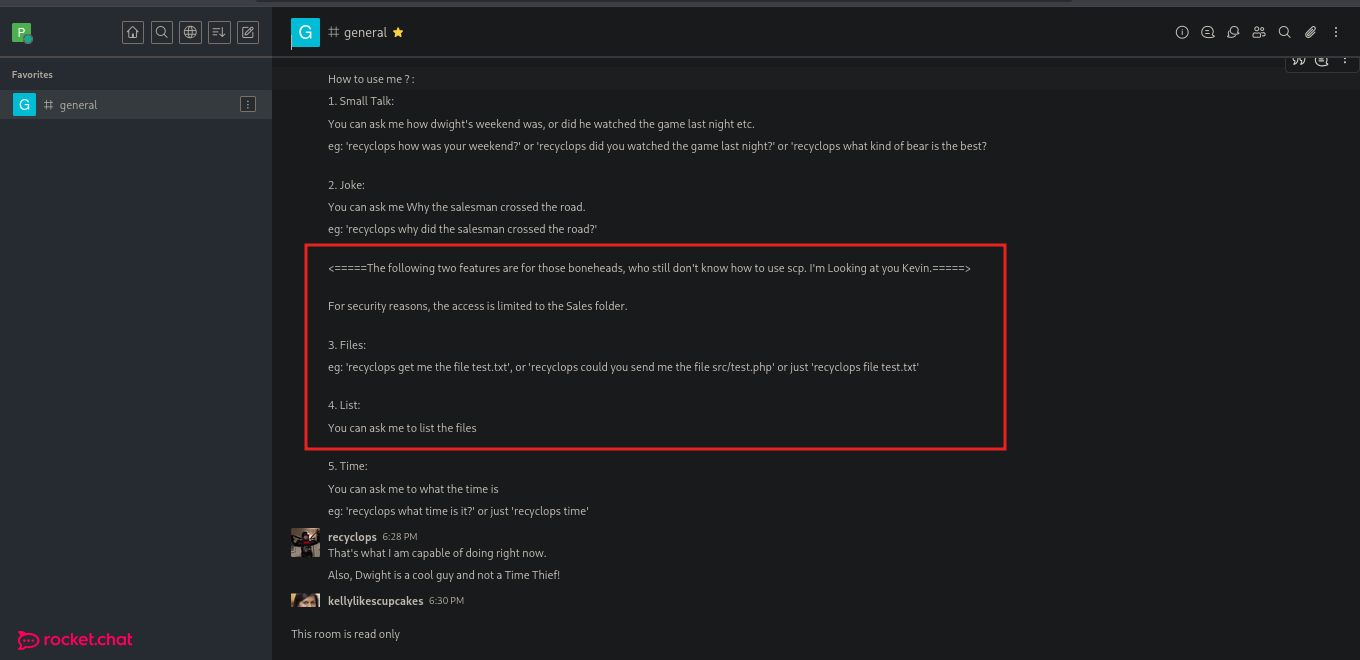 P
G
general
Favorites
G
general
How to use me ? :
1. Small Talk:
You can ask me how dwight's weekend was, or did he watched the game last night etc.
eg: 'recyclops how was your weekend?' or 'recyclops did you watched the game last night?' or 'recyclops what kind of bear is the best?
2. Joke:
You can ask me Why the salesman crossed the road.
eg: 'recyclops why did the salesman crossed the road?'
<=====The following two features are for those boneheads, who still don't know how to use scp. I'm Looking at you Kevin.=====>
For security reasons, the access is limited to the Sales folder.
3. Files:
eg: 'recyclops get me the file test.txt', or 'recyclops could you send me the file src/test.php' or just 'recyclops file test.txt'
4. List:
You can ask me to list the files
5. Time:
You can ask me to what the time is
eg: 'recyclops what time is it?' or just 'recyclops time'
recyclops 6:28 PM
That's what I am capable of doing right now.
Also, Dwight is a cool guy and not a Time Thief!
kellylikescupcakes 6:30 PM
This room is read only
rocket.chat